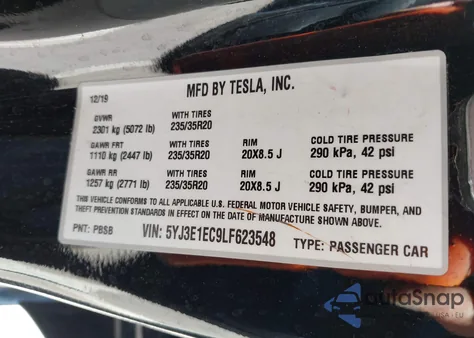 MFD BY TESLA, INC.
12/19
GVWR WITH TIRES
2301 kg (5072 lb) 235/35R20
GAWR FRT WITH TIRES RIM COLD TIRE PRESSURE
1110 kg (2447 lb) 235/35R20 20X8.5 J 290 kPa, 42 psi
GAWR RR WITH TIRES RIM COLD TIRE PRESSURE
1257 kg (2771 lb) 235/35R20 20X8.5 J 290 kPa, 42 psi
THIS VEHICLE CONFORMS TO ALL APPLICABLE U.S. FEDERAL MOTOR VEHICLE SAFETY, BUMPER, AND
THEFT PREVENTION STANDARDS IN EFFECT ON THE DATE OF MANUFACTURE SHOWN ABOVE.
PNT: PBSB VIN: 5YJ3E1EC9LF623548 TYPE: PASSENGER CAR
autoSnap